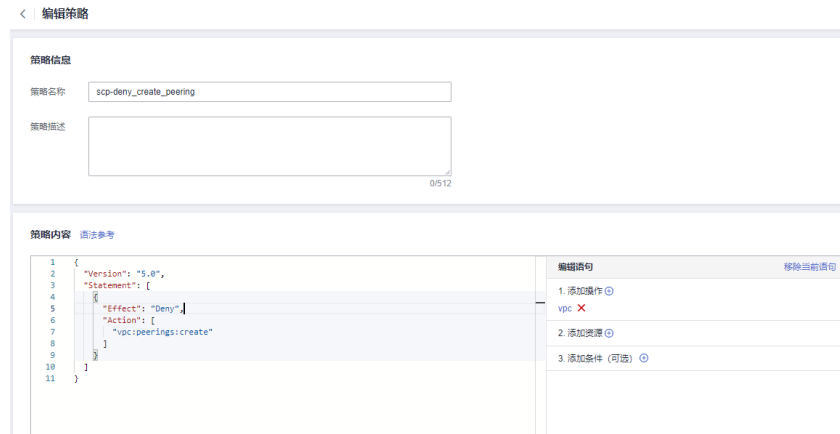 编辑策略
策略信息
策略名称 scp-deny_create_peering
策略描述
0/512
策略内容 语法参考
1 {
2 "Version": "5.0",
3 "Statement": [
4 {
5 "Effect": "Deny",
6 "Action": [
7 "vpc:peerings:create"
8 ]
9 }
10 ]
11 }
编辑语句 移除当前语句
1. 添加操作
vpc
2. 添加资源
3. 添加条件（可选）